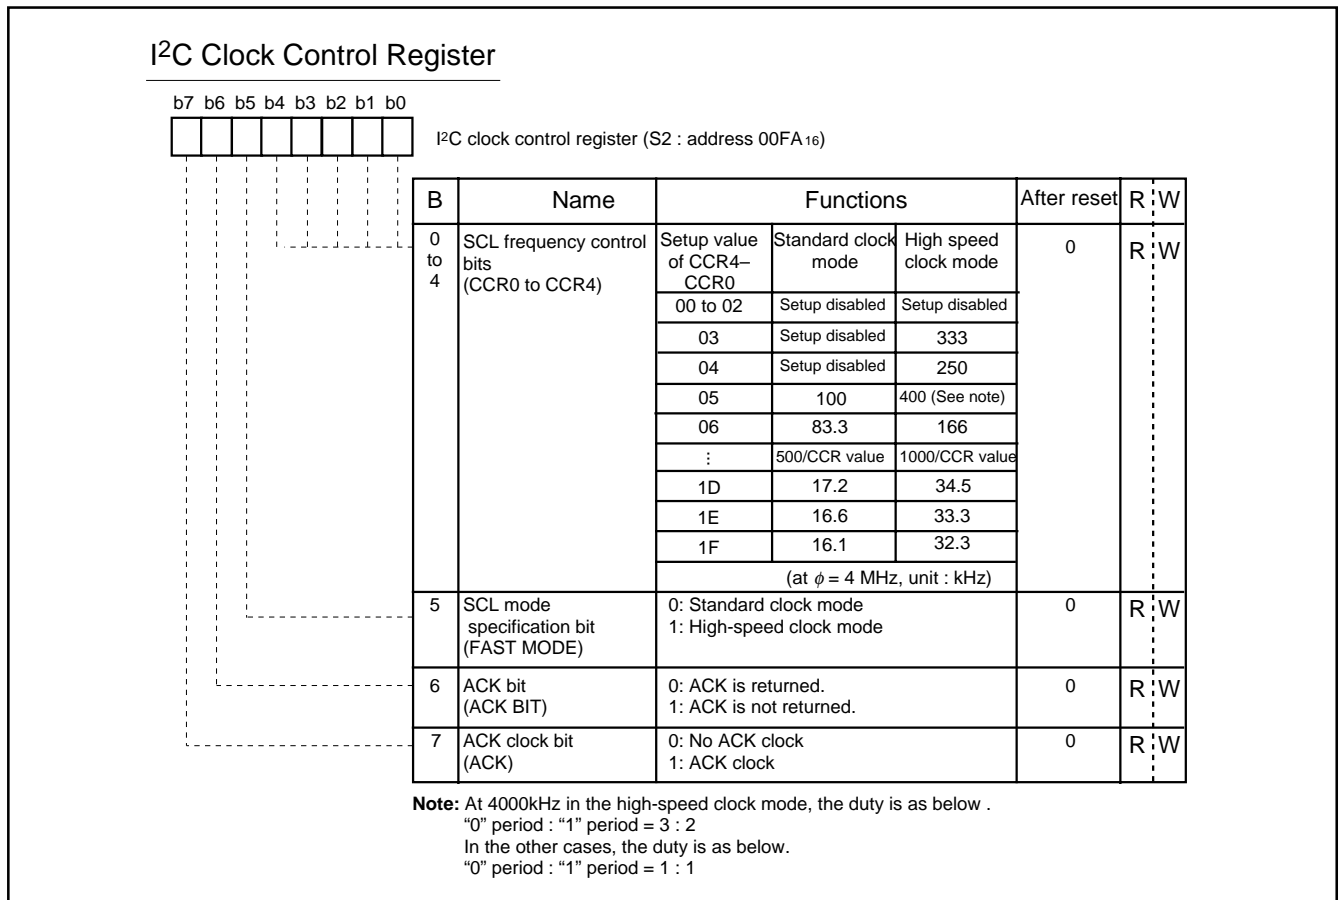 I2C Clock Control Register
b7 b6 b5 b4 b3 b2 b1 b0
I2C clock control register (S2 : address 00FA16)
B Name Functions After reset R W
0 to 4 SCL frequency control bits (CCR0 to CCR4) 0 R W
Setup value of CCR4–CCR0 Standard clock mode High speed clock mode
00 to 02 Setup disabled Setup disabled
03 Setup disabled 333
04 Setup disabled 250
05 100 400 (See note)
06 83.3 166
⋮ 500/CCR value 1000/CCR value
1D 17.2 34.5
1E 16.6 33.3
1F 16.1 32.3
(at ϕ = 4 MHz, unit : kHz)
5 SCL mode specification bit (FAST MODE) 0: Standard clock mode 0 R W
1: High-speed clock mode
6 ACK bit (ACK BIT) 0: ACK is returned. 0 R W
1: ACK is not returned.
7 ACK clock bit (ACK) 0: No ACK clock 0 R W
1: ACK clock
Note: At 4000kHz in the high-speed clock mode, the duty is as below .
“0” period : “1” period = 3 : 2
In the other cases, the duty is as below.
“0” period : “1” period = 1 : 1